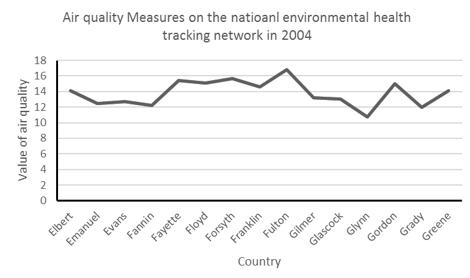 Air quality Measures on the natioanl environmental health
tracking network in 2004
Value of air quality
18
16
14
12
10
8
6
4
2
0
Elbert
Emanuel
Evans
Fannin
Fayette
Floyd
Forsyth
Franklin
Fulton
Gilmer
Glascock
Glynn
Gordon
Grady
Greene
Country